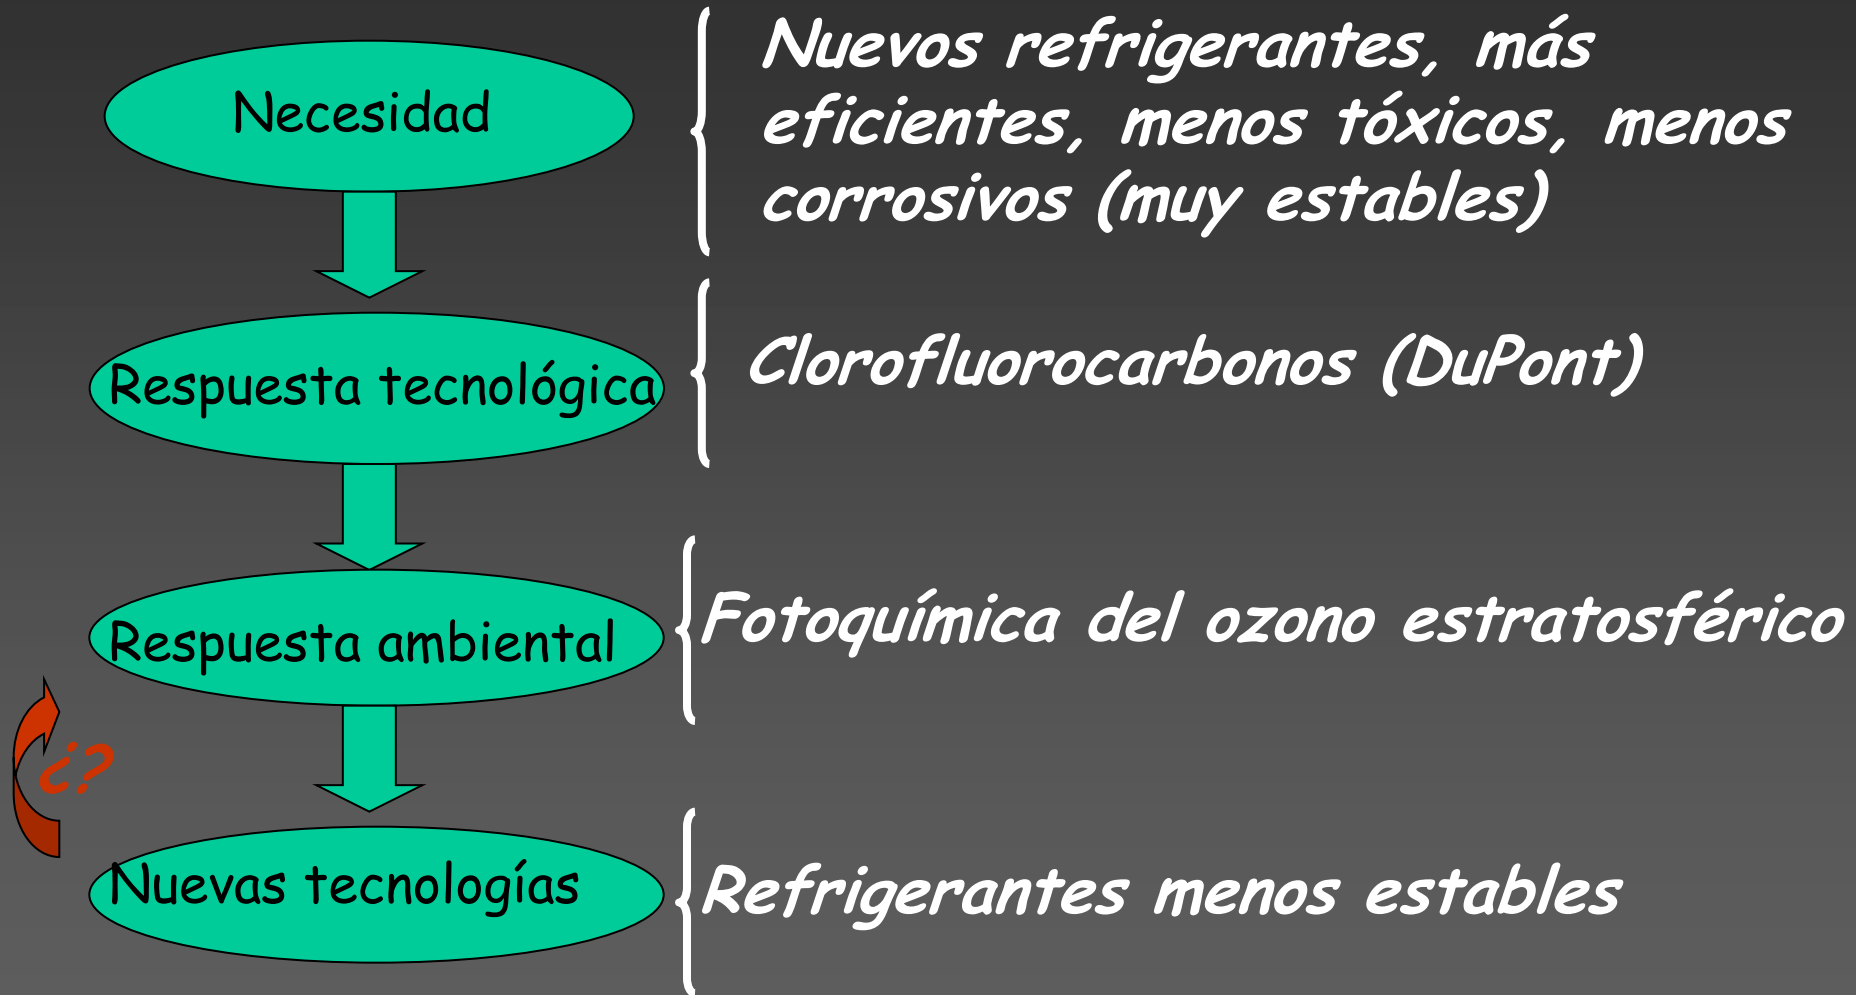 Necesidad
Nuevos refrigerantes, más
eficientes, menos tóxicos, menos
corrosivos (muy estables)
Respuesta tecnológica
Clorofluorocarbonos (DuPont)
Respuesta ambiental
Fotoquímica del ozono estratosférico
¿?
Nuevas tecnologías
Refrigerantes menos estables